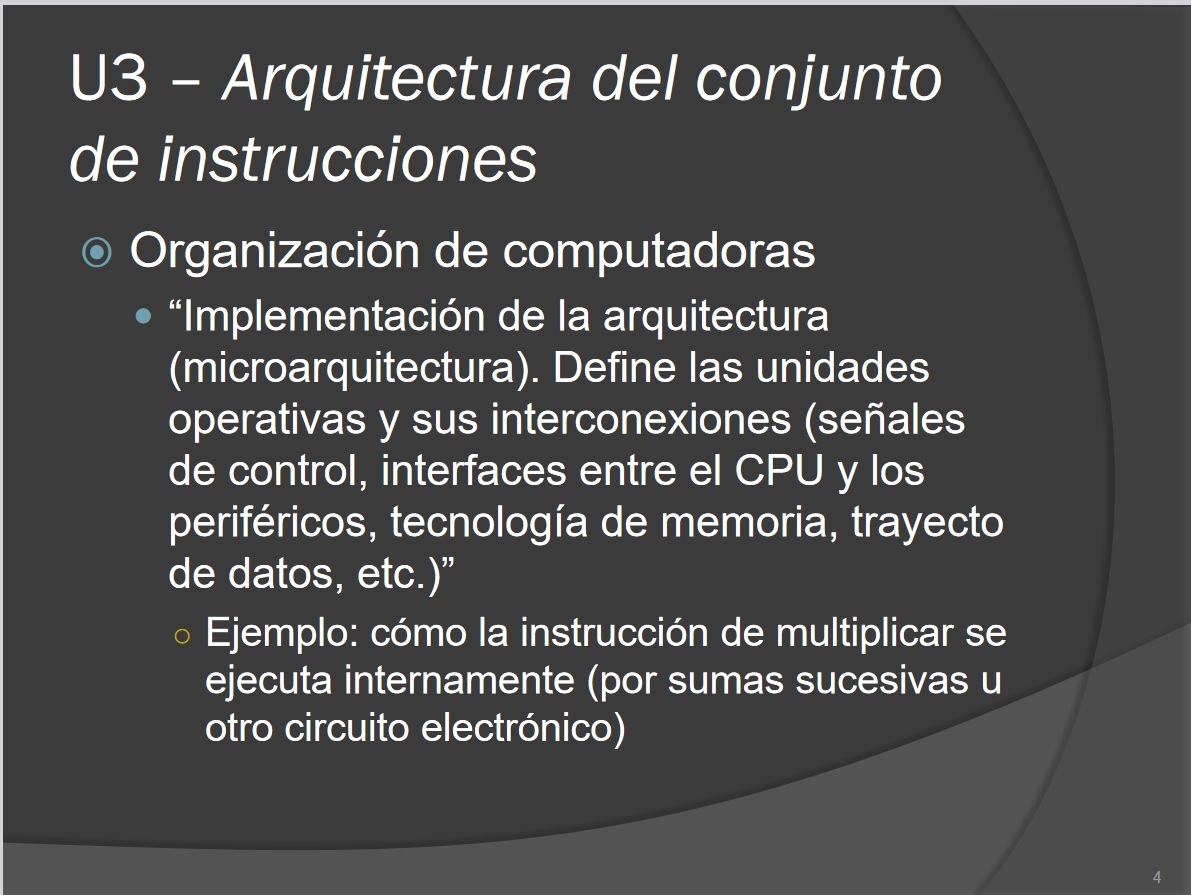 U3 – Arquitectura del conjunto
de instrucciones
Organización de computadoras
“Implementación de la arquitectura
(microarquitectura). Define las unidades
operativas y sus interconexiones (señales
de control, interfaces entre el CPU y los
periféricos, tecnología de memoria, trayecto
de datos, etc.)”
Ejemplo: cómo la instrucción de multiplicar se
ejecuta internamente (por sumas sucesivas u
otro circuito electrónico)
4